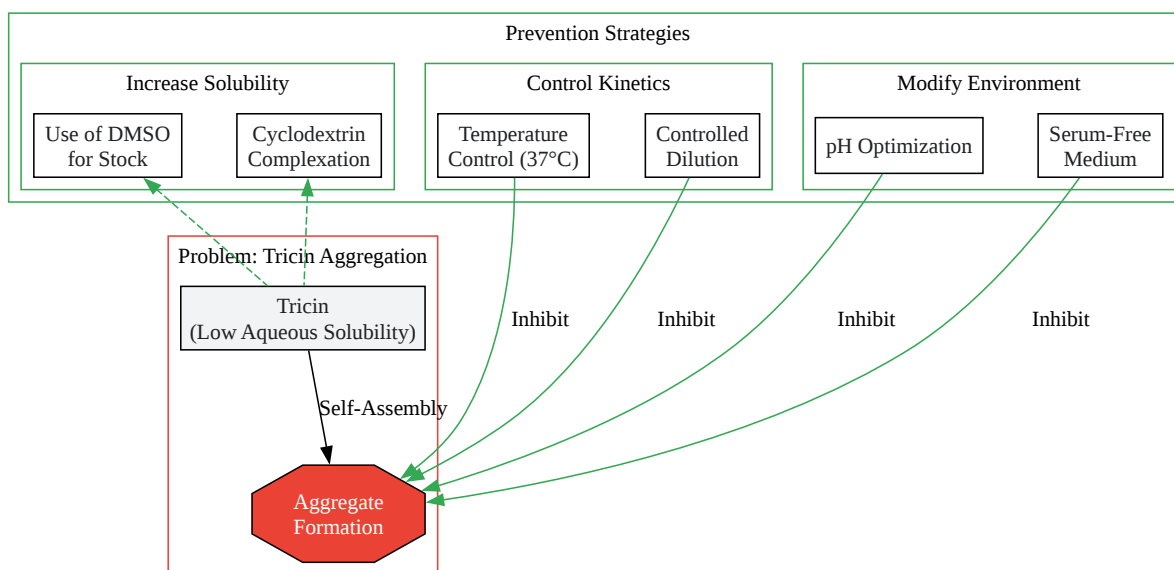 Prevention Strategies
Increase Solubility
Control Kinetics
Modify Environment
Use of DMSO
for Stock
Cyclodextrin
Complexation
Temperature
Control (37°C)
Controlled
Dilution
pH Optimization
Serum-Free
Medium
Problem: Tricin Aggregation
Tricin
(Low Aqueous Solubility)
Inhibit
Inhibit
Inhibit
Inhibit
Self-Assembly
Aggregate
Formation